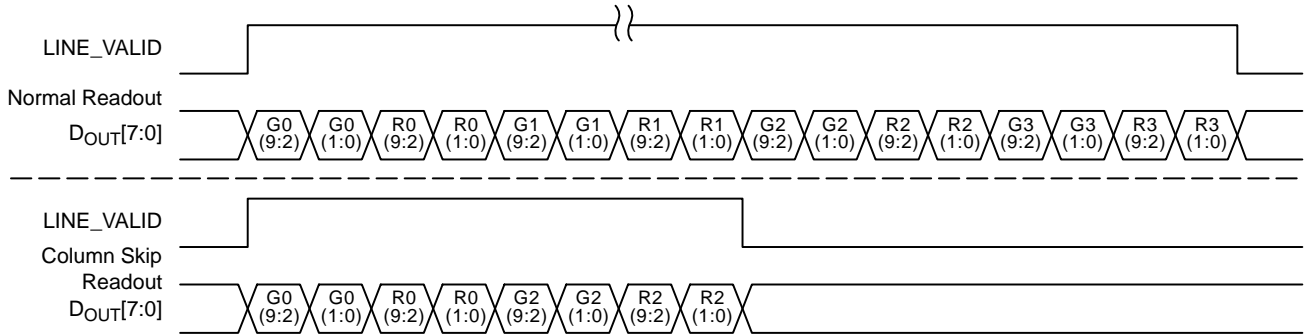 LINE_VALID
Normal Readout
DOUT[7:0]
G0 G0 R0 R0 G1 G1 R1 R1 G2 G2 R2 R2 G3 G3 R3 R3
(9:2) (1:0) (9:2) (1:0) (9:2) (1:0) (9:2) (1:0) (9:2) (1:0) (9:2) (1:0) (9:2) (1:0) (9:2) (1:0)
LINE_VALID
Column Skip
Readout
DOUT[7:0]
G0 G0 R0 R0 G2 G2 R2 R2
(9:2) (1:0) (9:2) (1:0) (9:2) (1:0) (9:2) (1:0)